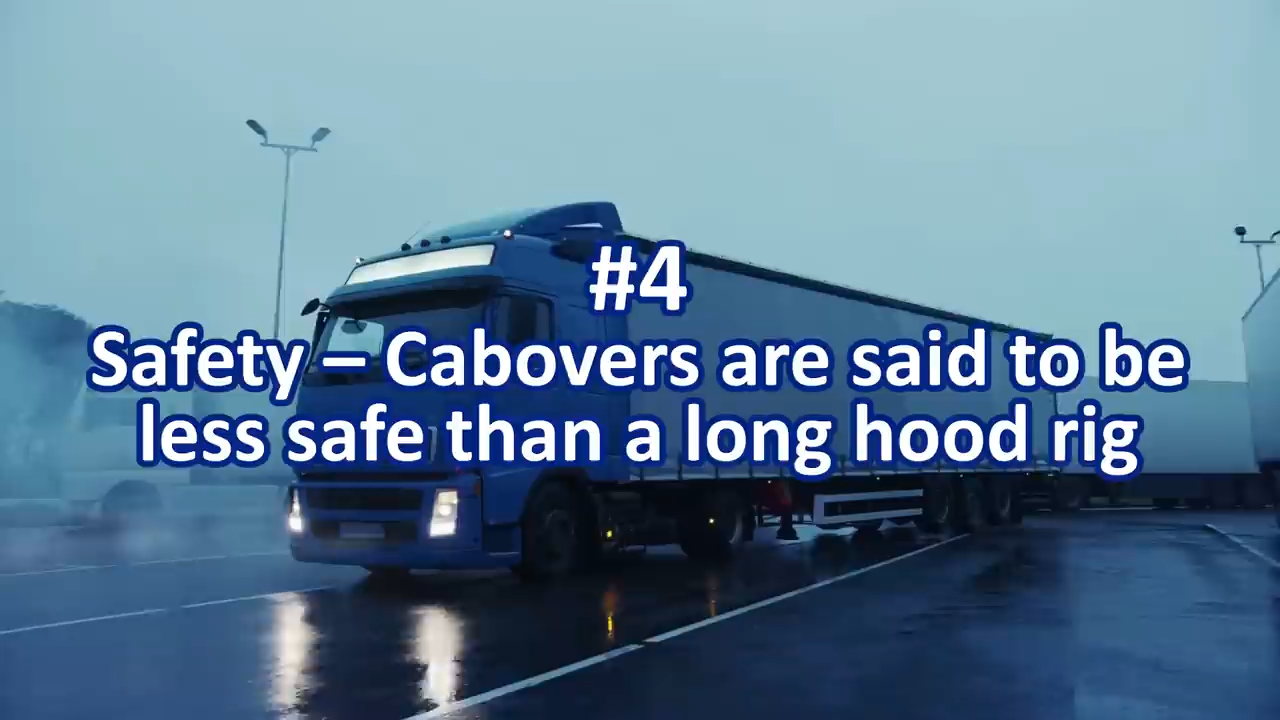 #4
Safety – Cabovers are said to be
less safe than a long hood rig